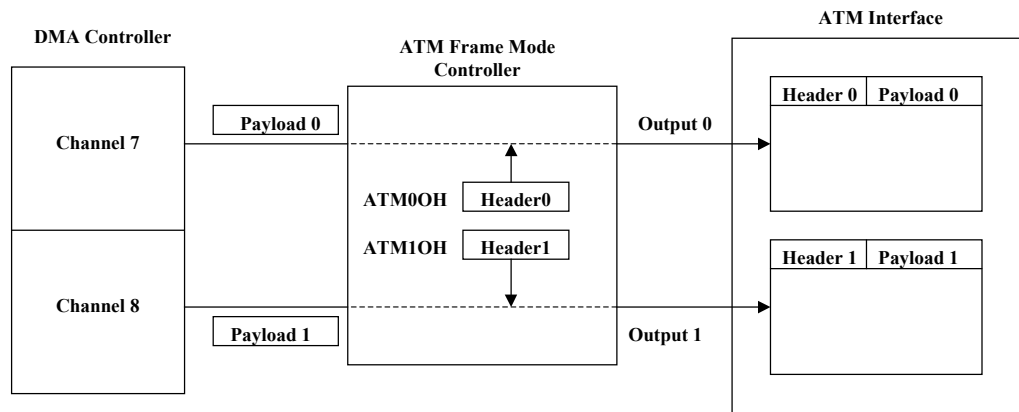 ATM Interface
DMA Controller
ATM Frame Mode
Controller
Header 0
Payload 0
Payload 0
Output 0
Channel 7
ATM0OH
Header0
ATM1OH
Header1
Header 1
Payload 1
Channel 8
Payload 1
Output 1